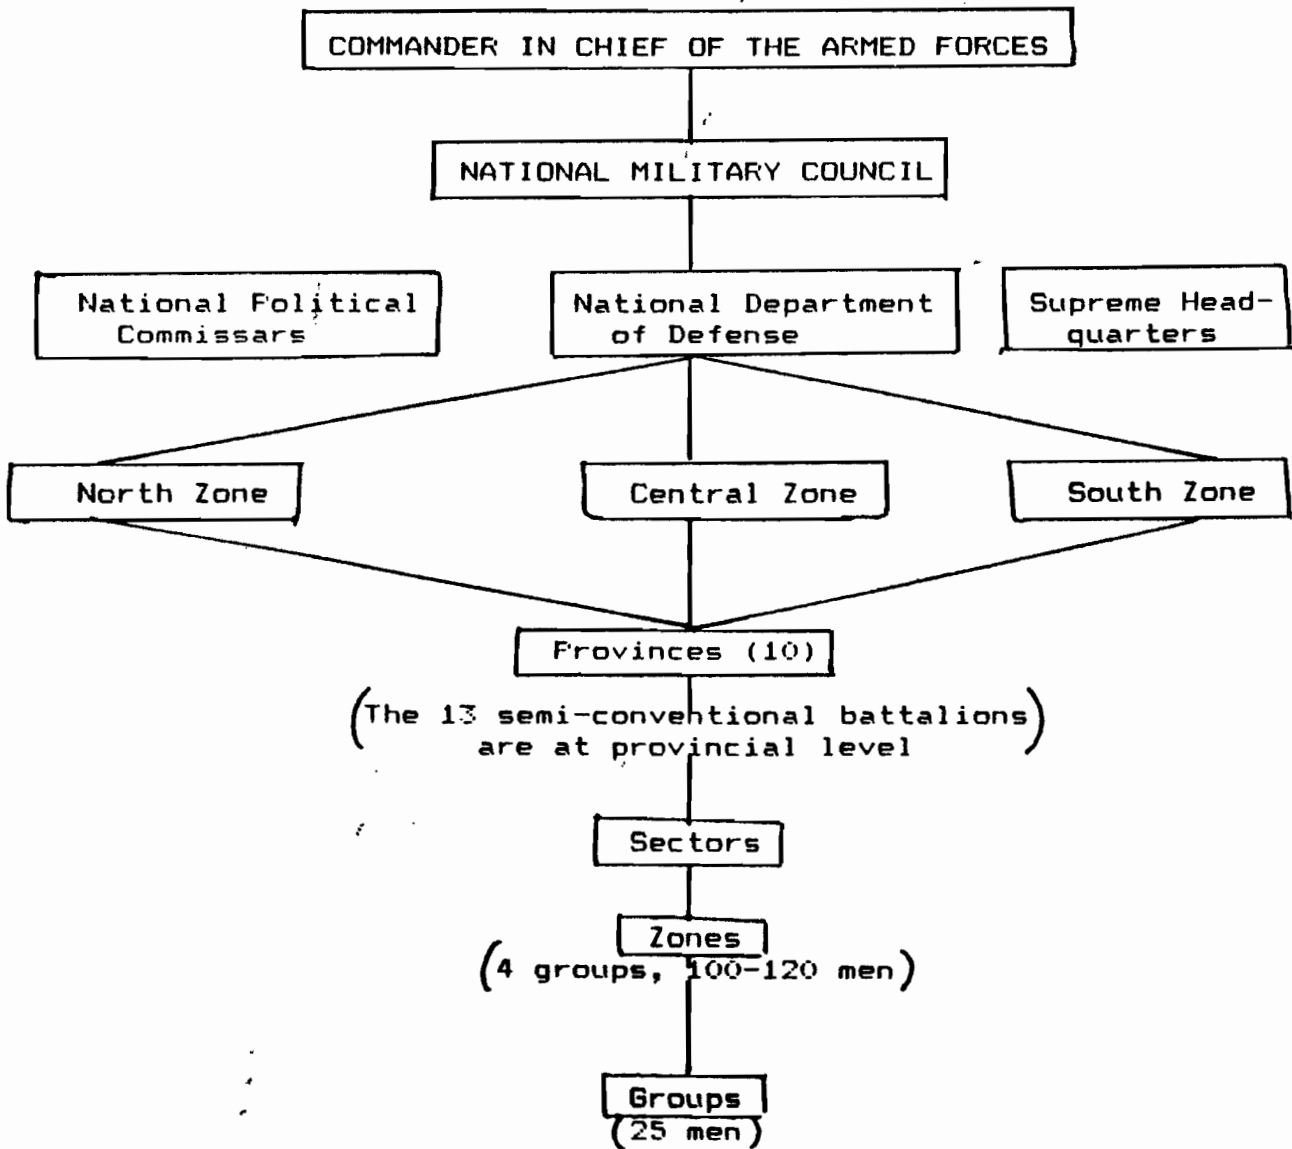 COMMANDER IN CHIEF OF THE ARMED FORCES
NATIONAL MILITARY COUNCIL
National Political
Commissars
National Department
of Defense
Supreme Head-
quarters
North Zone
Central Zone
South Zone
Provinces (10)
(The 13 semi-conventional battalions
are at provincial level)
Sectors
Zones
(4 groups, 100-120 men)
Groups
(25 men)